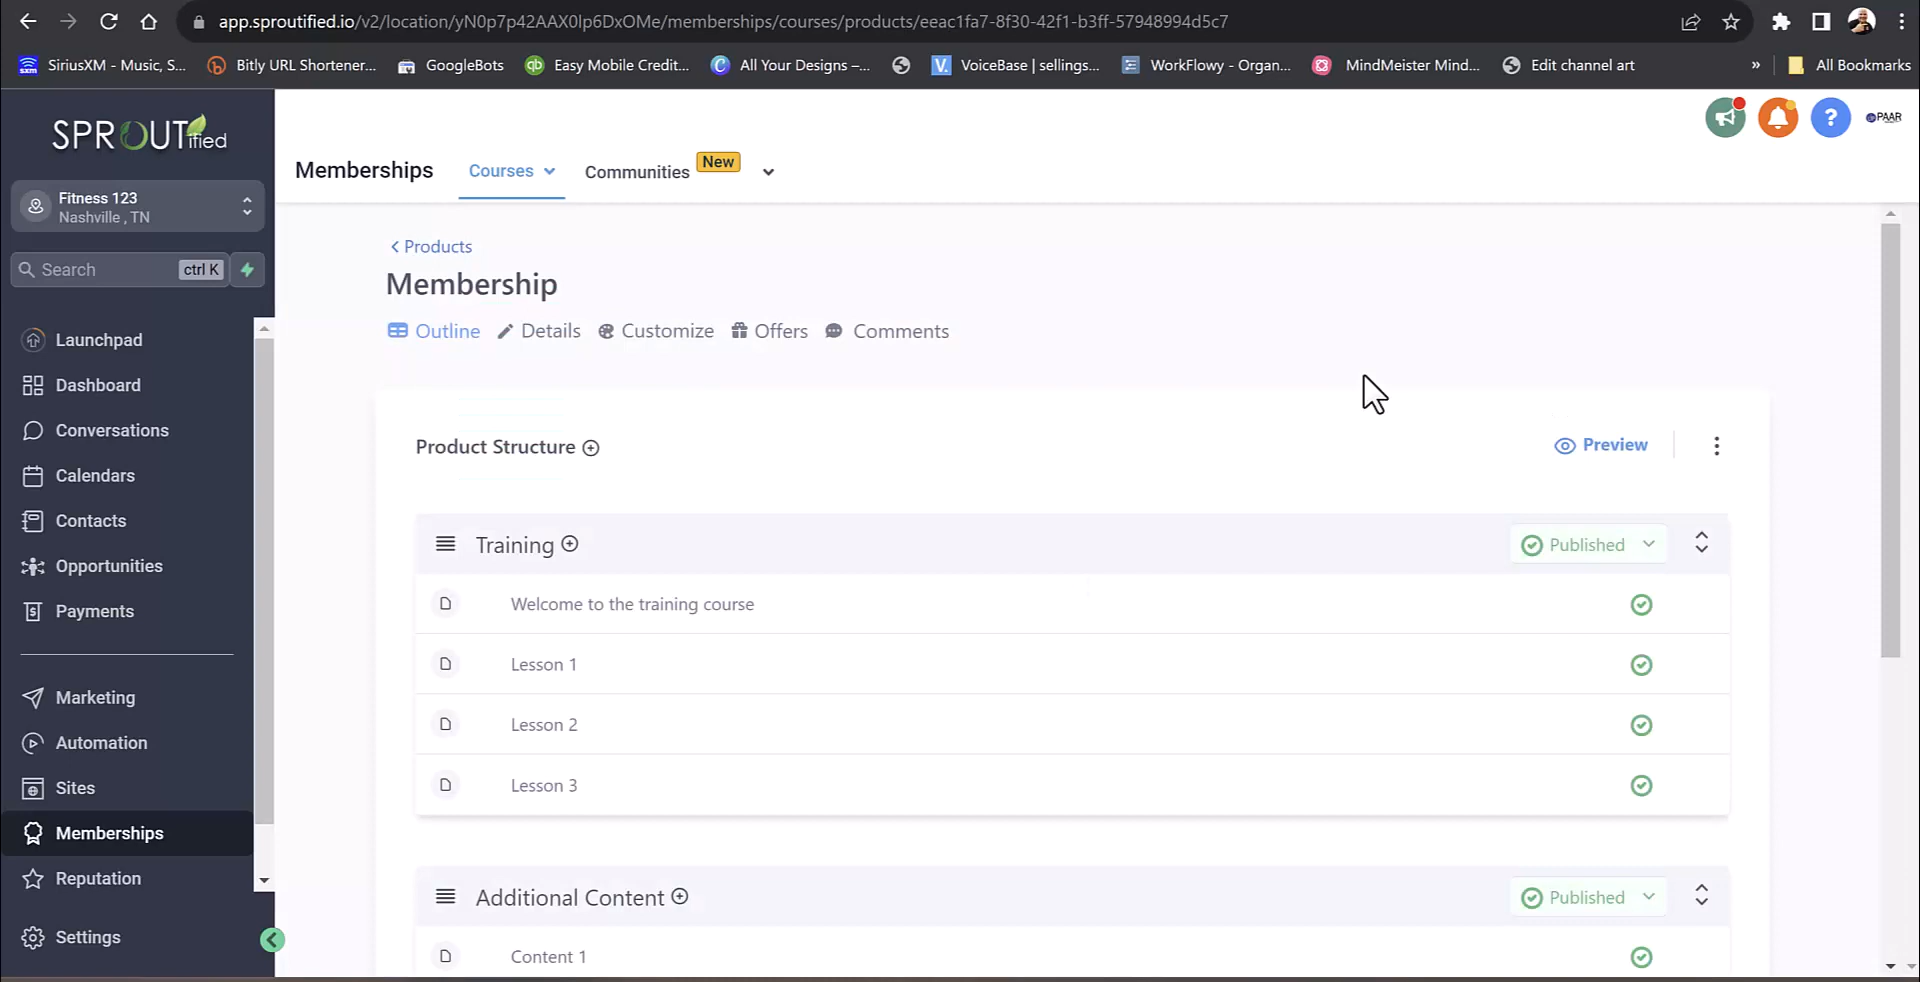 app.sproutified.io/v2/location/yN0p7p42AAX0lp6DxOMe/memberships/courses/products/eeac1fa7-8f30-42f1-b3ff-57948994d5c7
SiriusXM - Music, S...
Bitly URL Shortener...
GoogleBots
Easy Mobile Credit...
All Your Designs –...
VoiceBase | sellings...
WorkFlowy - Organ...
MindMeister Mind...
Edit channel art
»
All Bookmarks
SPROUTified
PAAR
Memberships
Courses
Communities
New
Fitness 123
Nashville , TN
Search
ctrl K
Launchpad
Dashboard
Conversations
Calendars
Contacts
Opportunities
Payments
Marketing
Automation
Sites
Memberships
Reputation
Settings
Products
Membership
Outline
Details
Customize
Offers
Comments
Product Structure
Preview
Training
Published
Welcome to the training course
Lesson 1
Lesson 2
Lesson 3
Additional Content
Published
Content 1